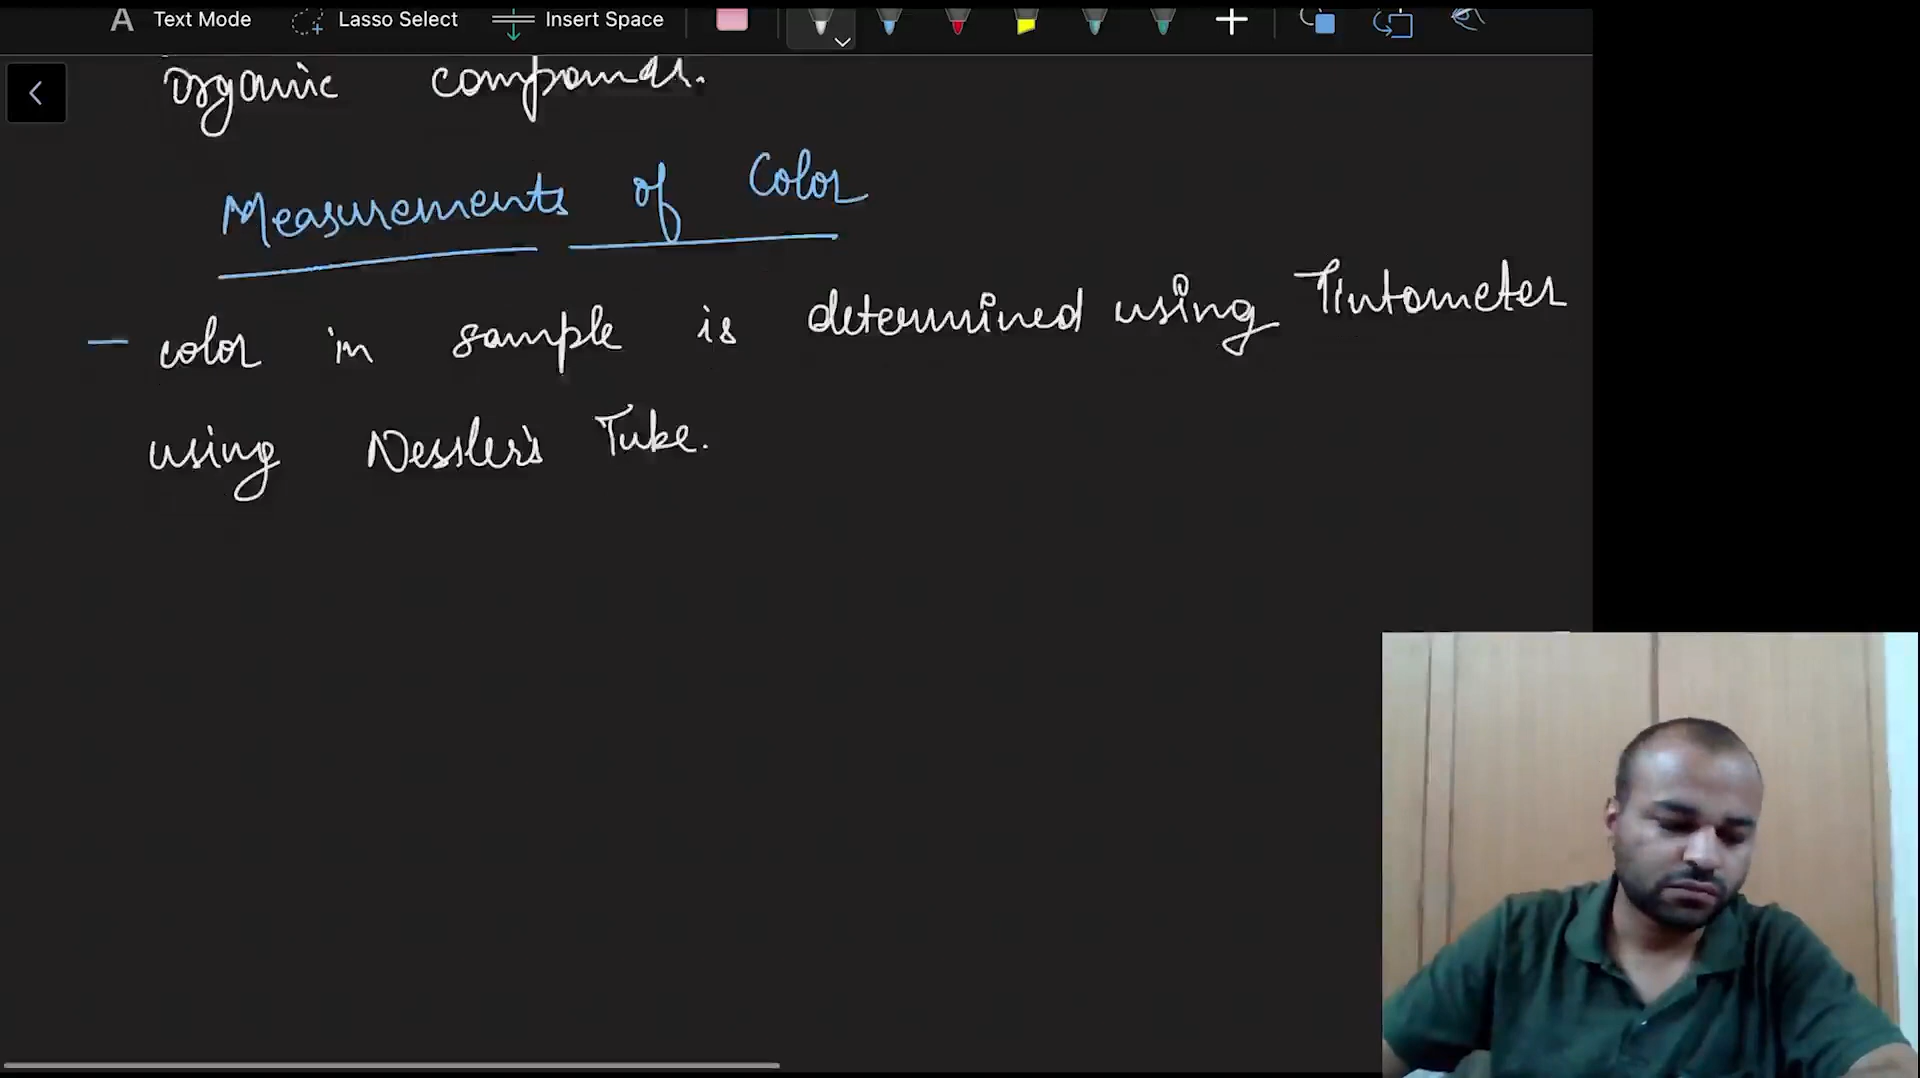 Text Mode Lasso Select Insert Space
organic compounds.
Measurements of Color
– color in sample is determined using Tintometer
using Nessler's Tube.